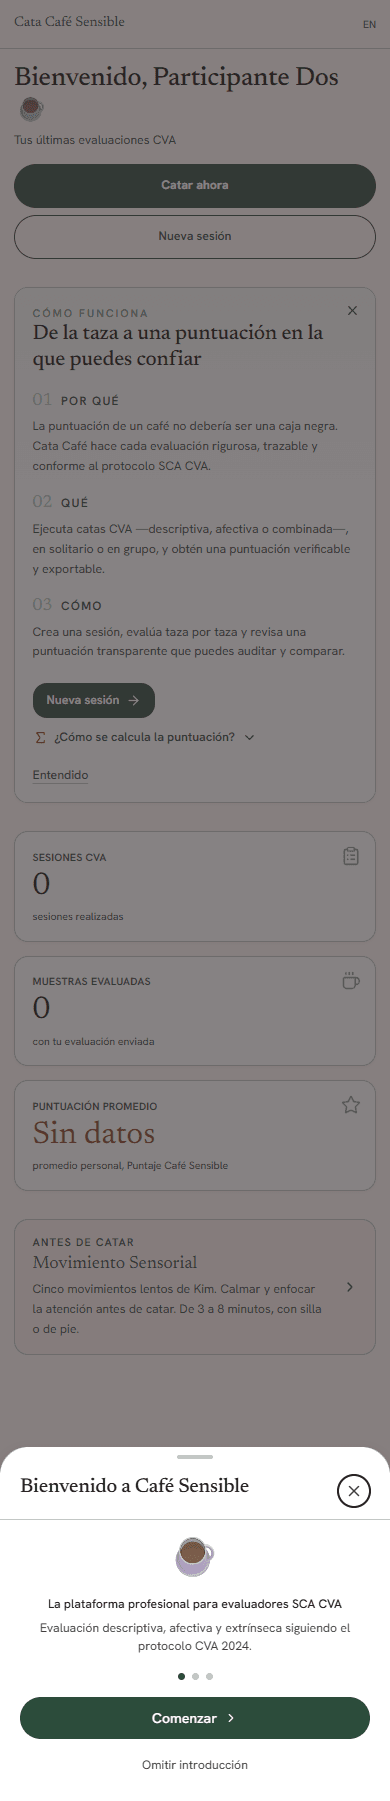 Cata Café Sensible
EN
Bienvenido, Participante Dos
Tus últimas evaluaciones CVA
Catar ahora
Nueva sesión
CÓMO FUNCIONA
De la taza a una puntuación en la
que puedes confiar
01 POR QUÉ
La puntuación de un café no debería ser una caja negra.
Cata Café hace cada evaluación rigurosa, trazable y
conforme al protocolo SCA CVA.
02 QUÉ
Ejecuta catas CVA —descriptiva, afectiva o combinada—,
en solitario o en grupo, y obtén una puntuación verificable
y exportable.
03 CÓMO
Crea una sesión, evalúa taza por taza y revisa una
puntuación transparente que puedes auditar y comparar.
Nueva sesión →
Σ ¿Cómo se calcula la puntuación?
Entendido
SESIONES CVA
0
sesiones realizadas
MUESTRAS EVALUADAS
0
con tu evaluación enviada
PUNTUACIÓN PROMEDIO
Sin datos
promedio personal, Puntaje Café Sensible
ANTES DE CATAR
Movimiento Sensorial
Cinco movimientos lentos de Kim. Calmar y enfocar
la atención antes de catar. De 3 a 8 minutos, con silla
o de pie.
Bienvenido a Café Sensible
La plataforma profesional para evaluadores SCA CVA
Evaluación descriptiva, afectiva y extrínseca siguiendo el
protocolo CVA 2024.
Comenzar
Omitir introducción